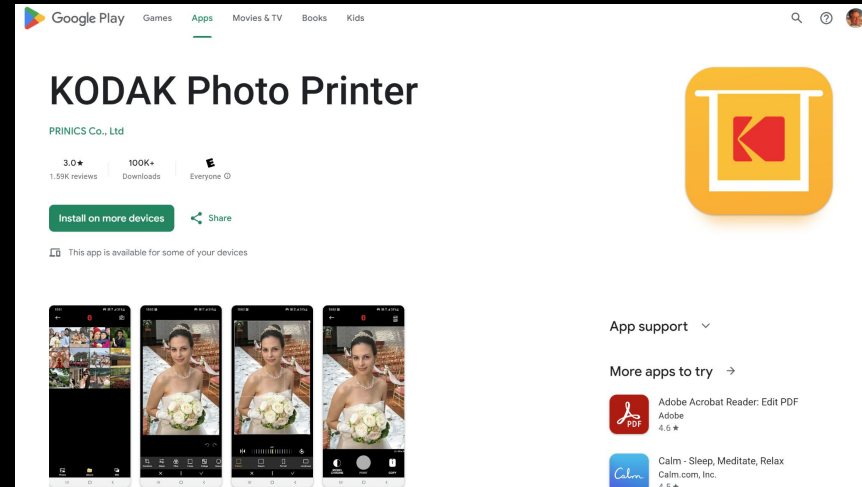 Google Play Games Apps Movies & TV Books Kids
KODAK Photo Printer
PRINICS Co., Ltd
3.0★ 100K+ E
1.59K reviews Downloads Everyone
Install on more devices Share
This app is available for some of your devices
App support
More apps to try
PDF
Adobe Acrobat Reader: Edit PDF
Adobe
4.6★
Calm
Calm - Sleep, Meditate, Relax
Calm.com, Inc.
4.5★